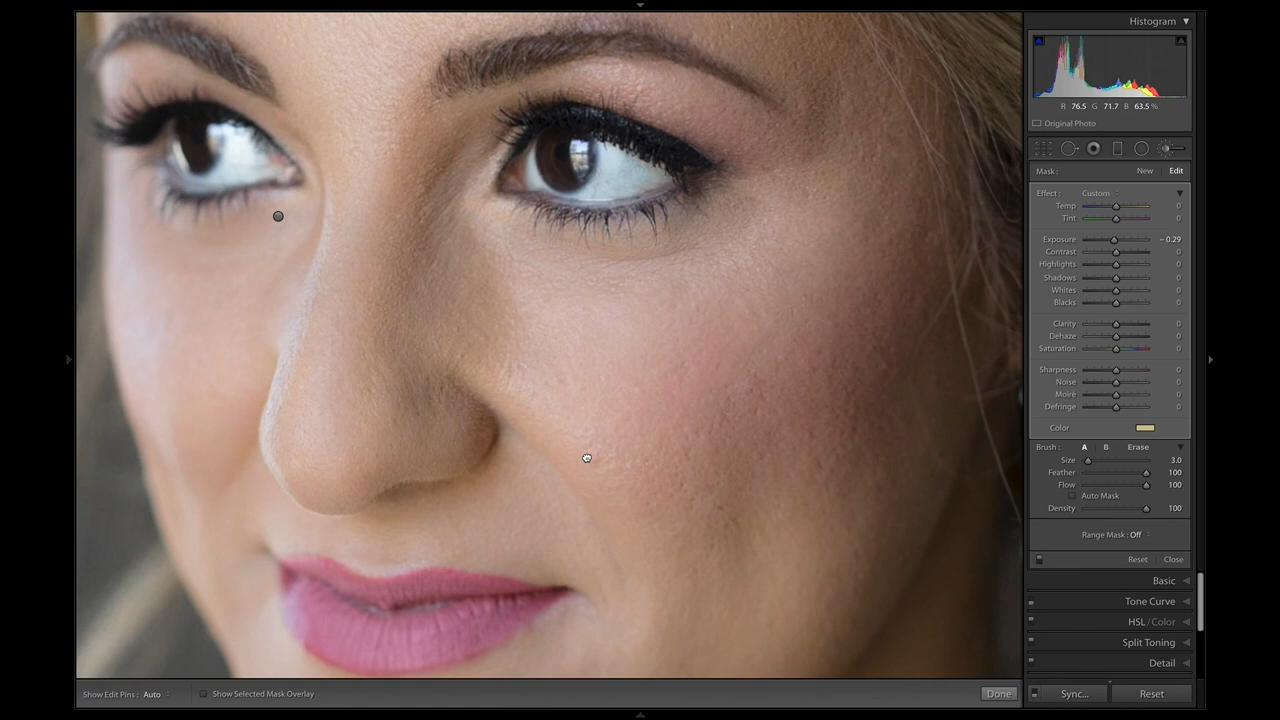 Histogram
R 76.5 G 71.7 B 63.5 %
Original Photo
Mask : New Edit
Effect : Custom
Temp 0
Tint 0
Exposure – 0.29
Contrast 0
Highlights 0
Shadows 0
Whites 0
Blacks 0
Clarity 0
Dehaze 0
Saturation 0
Sharpness 0
Noise 0
Moiré 0
Defringe 0
Color
Brush : A B Erase
Size 3.0
Feather 100
Flow 100
Auto Mask
Density 100
Range Mask : Off
Reset Close
Basic
Tone Curve
HSL / Color
Split Toning
Detail
Show Edit Pins : Auto Show Selected Mask Overlay Done Sync... Reset